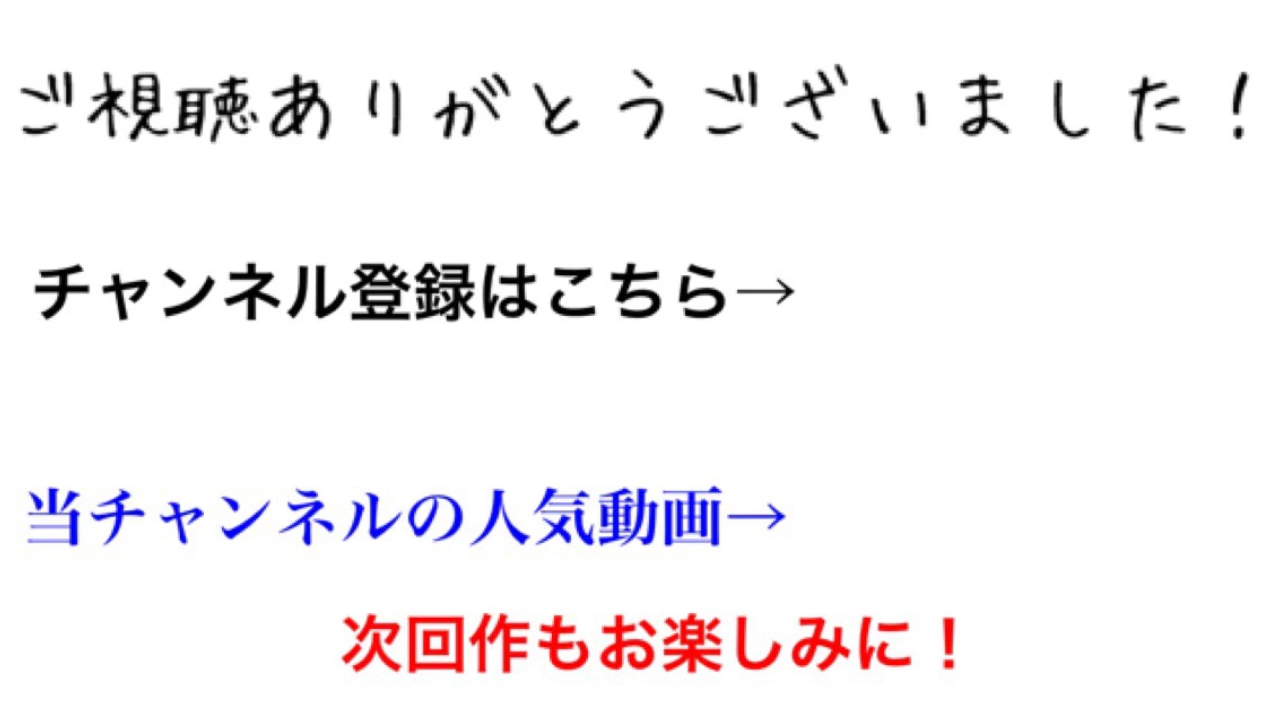 ご視聴ありがとうございました！
チャンネル登録はこちら→
当チャンネルの人気動画→
次回作もお楽しみに！